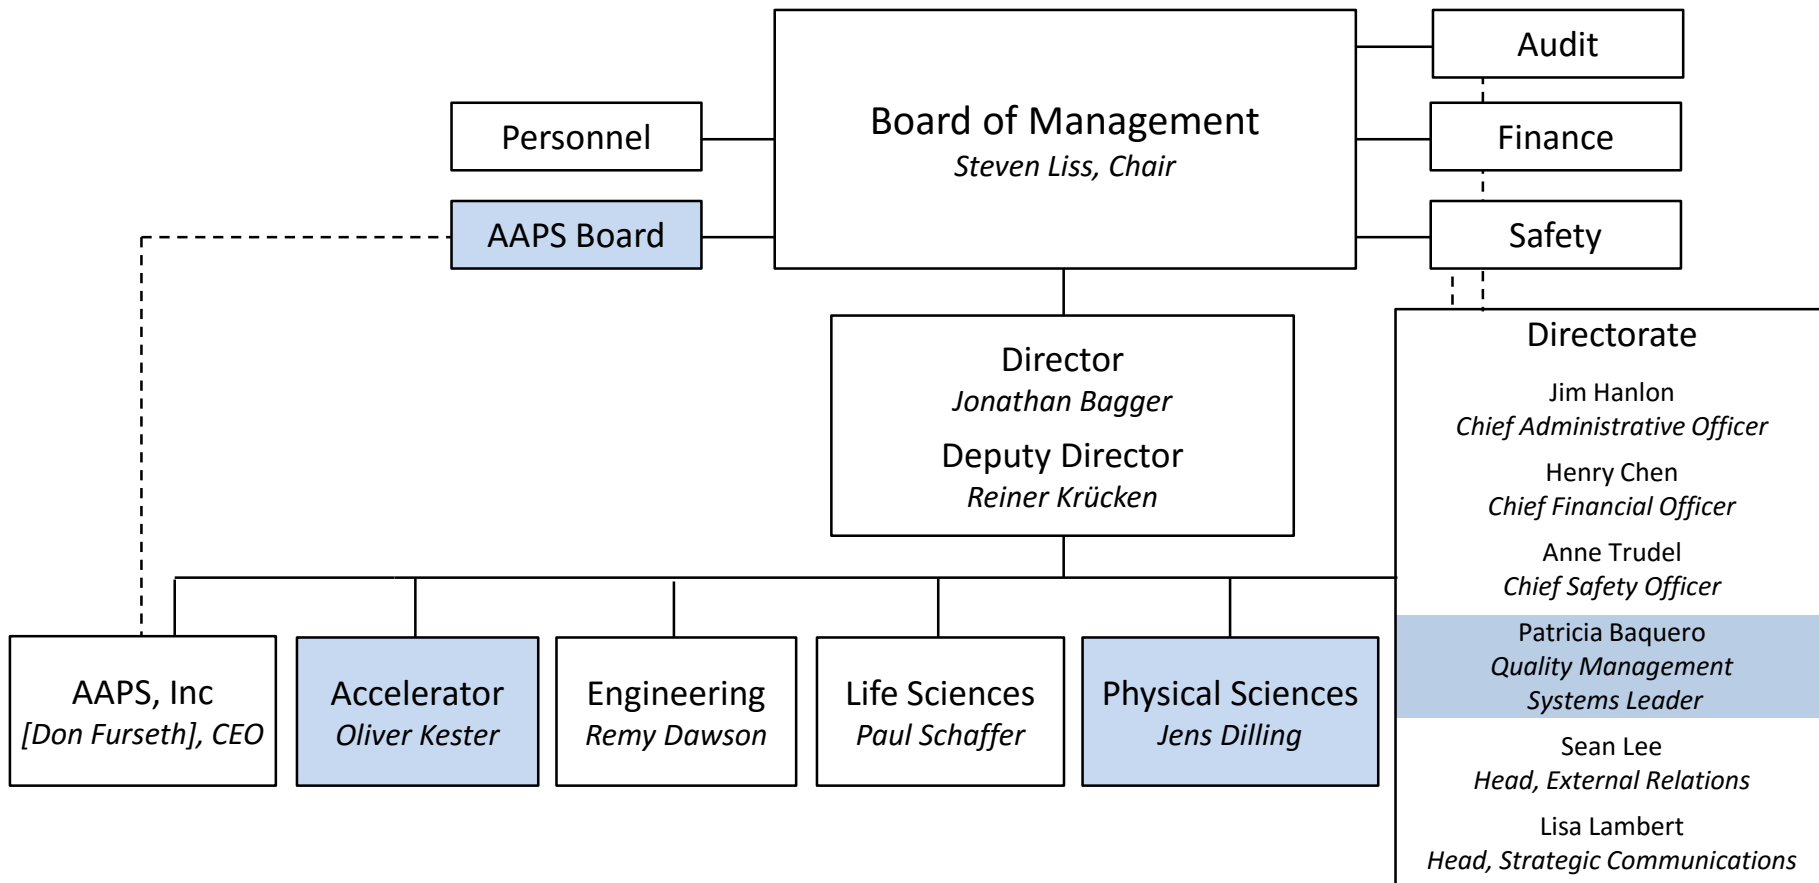 Board of Management
Steven Liss, Chair
Personnel
AAPS Board
Audit
Finance
Safety
Director
Jonathan Bagger
Deputy Director
Reiner Krücken
AAPS, Inc
[Don Furseth], CEO
Accelerator
Oliver Kester
Engineering
Remy Dawson
Life Sciences
Paul Schaffer
Physical Sciences
Jens Dilling
Directorate
Jim Hanlon
Chief Administrative Officer
Henry Chen
Chief Financial Officer
Anne Trudel
Chief Safety Officer
Patricia Baquero
Quality Management
Systems Leader
Sean Lee
Head, External Relations
Lisa Lambert
Head, Strategic Communications